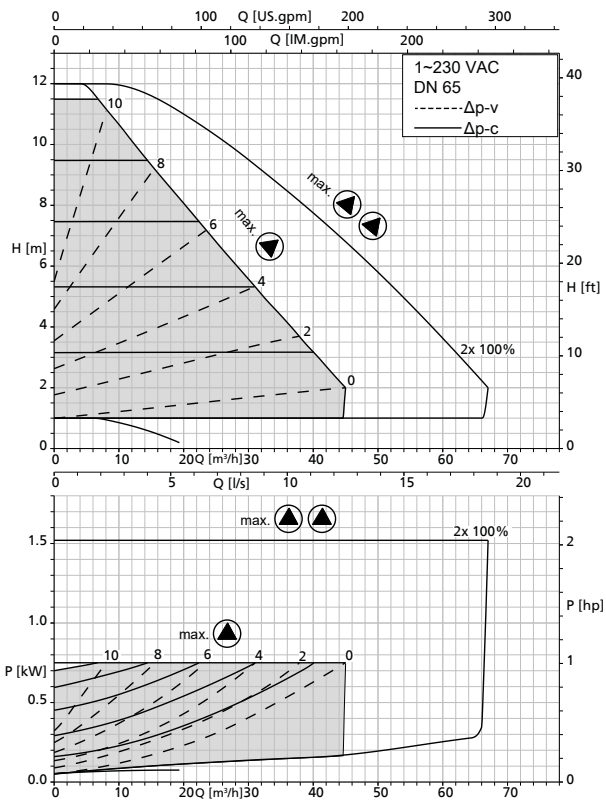 0 100 Q [US.gpm] 200 300
0 100 Q [IM.gpm] 200
1~230 VAC
DN 65
Δp-v
Δp-c
12
10
8
H [m]
6
4
2
0
40
30
20
H [ft]
10
0
10
8
6
4
2
0
max.
max.
2x 100%
0 10 20 Q [m³/h] 30 40 50 60 70
0 5 Q [l/s] 10 15 20
max.
2x 100%
1.5
1.0
P [kW]
0.5
0.0
2
P [hp]
1
0
max.
10 8 6 4 2 0
0 10 20 Q [m³/h] 30 40 50 60 70